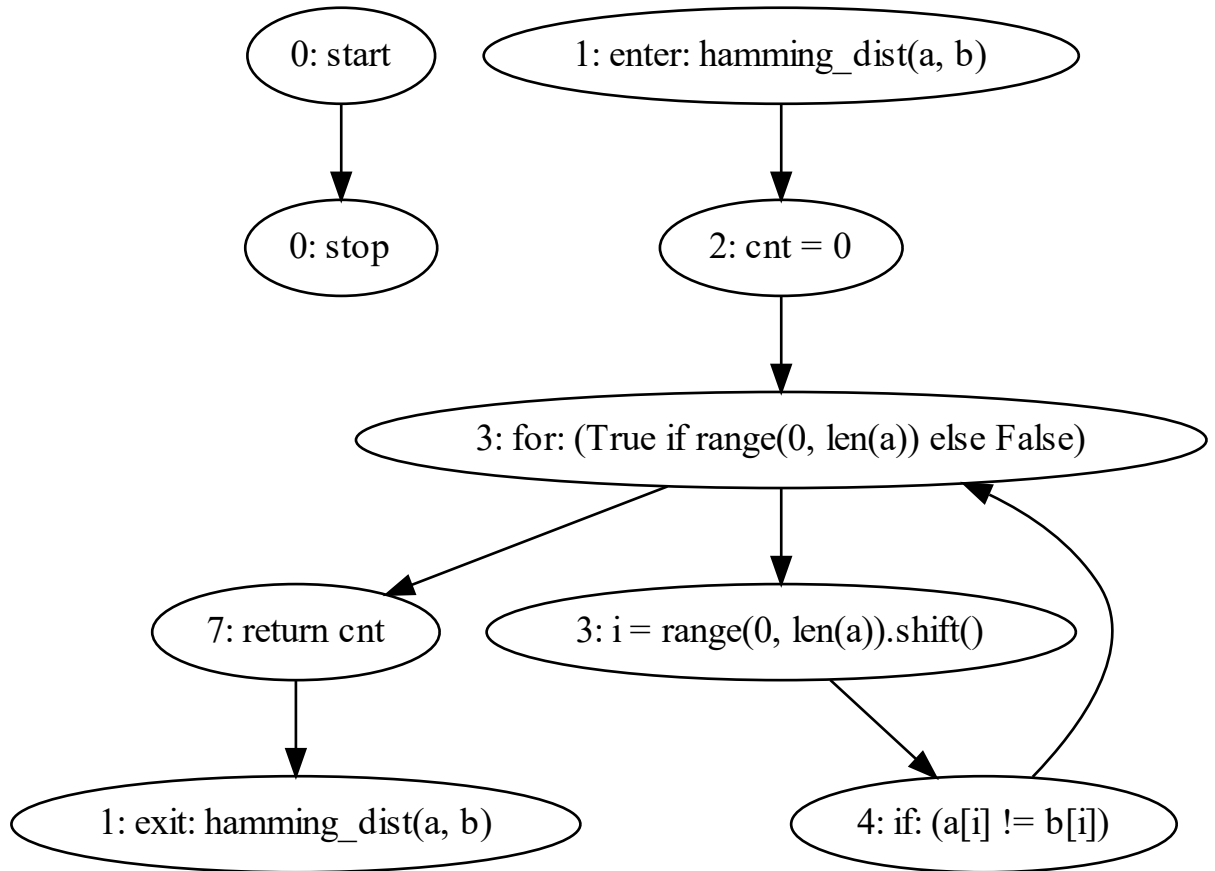 0: start
1: enter: hamming_dist(a, b)
0: stop
2: cnt = 0
3: for: (True if range(0, len(a)) else False)
7: return cnt
3: i = range(0, len(a)).shift()
1: exit: hamming_dist(a, b)
4: if: (a[i] != b[i])